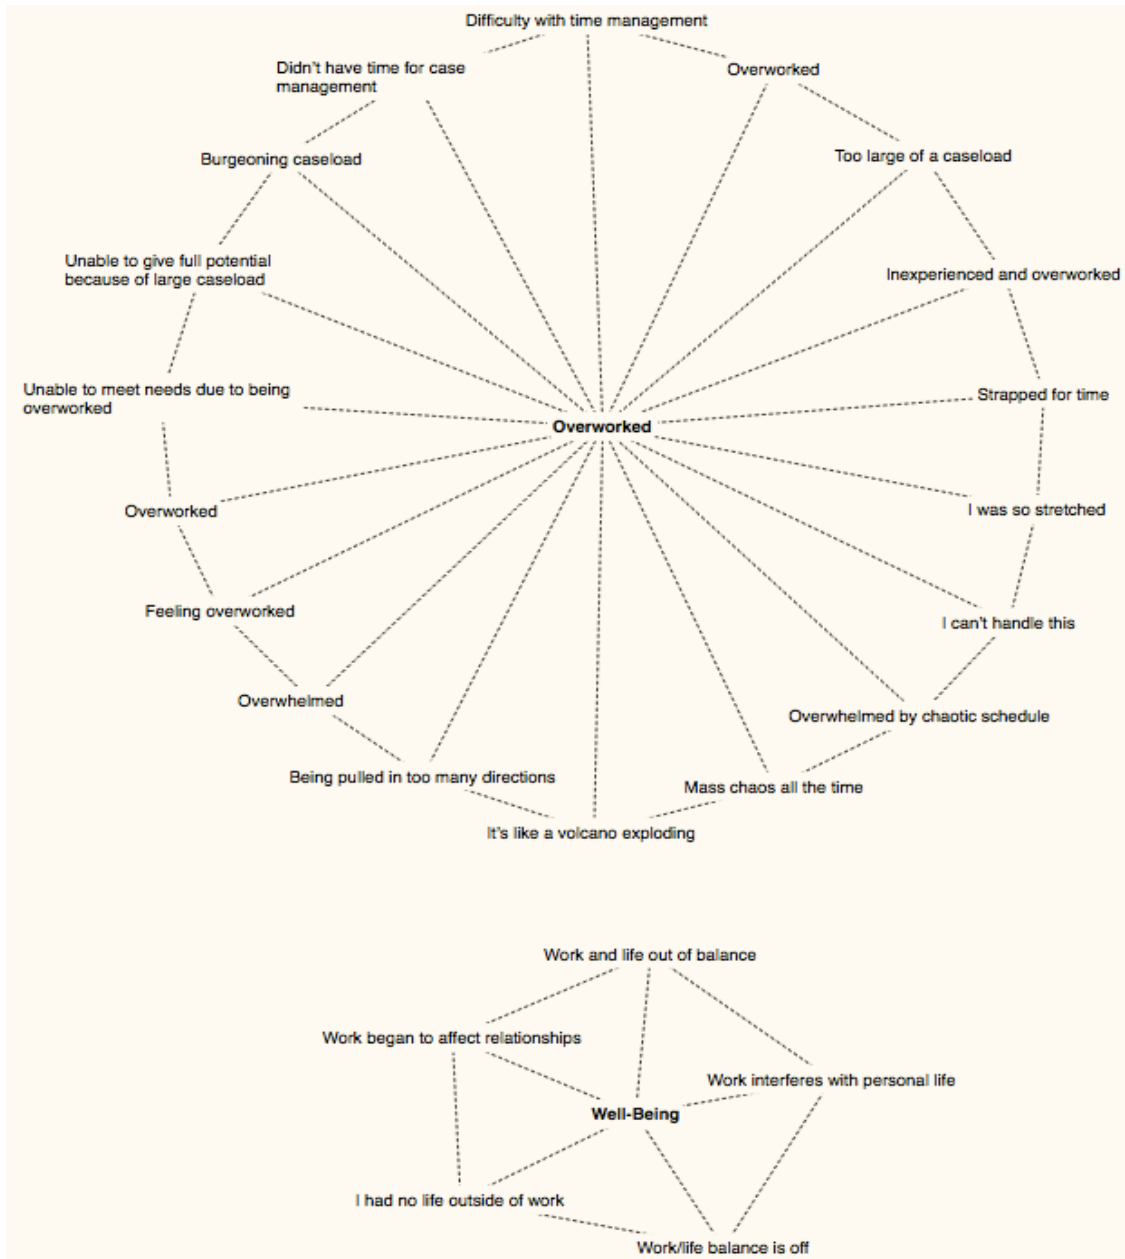 Difficulty with time management
Didn't have time for case
management
Overworked
Burgeoning caseload
Too large of a caseload
Unable to give full potential
because of large caseload
Inexperienced and overworked
Unable to meet needs due to being
overworked
Strapped for time
Overworked
Overworked
I was so stretched
Feeling overworked
I can't handle this
Overwhelmed
Overwhelmed by chaotic schedule
Being pulled in too many directions
Mass chaos all the time
It's like a volcano exploding
Work and life out of balance
Work began to affect relationships
Work interferes with personal life
Well-Being
I had no life outside of work
Work/life balance is off